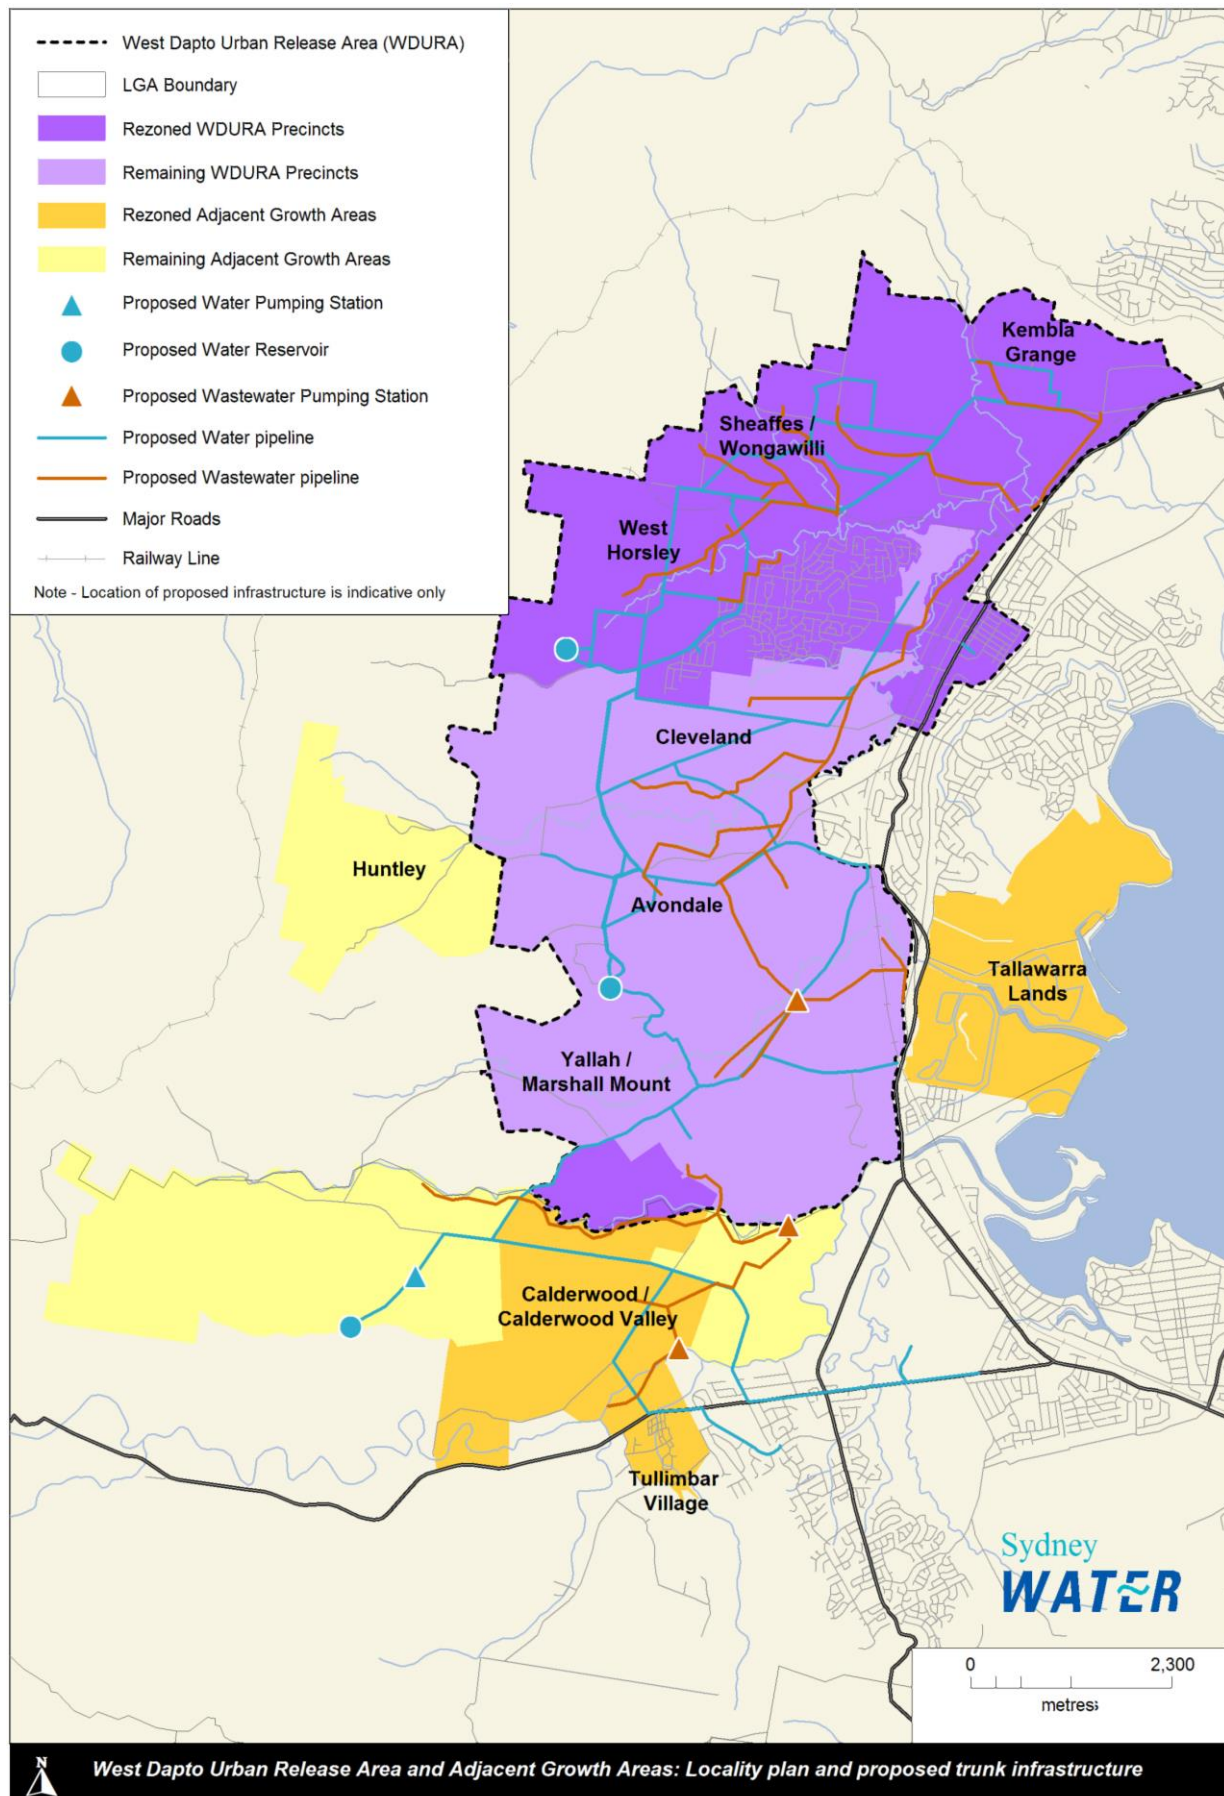 West Dapto Urban Release Area (WDURA)
LGA Boundary
Rezoned WDURA Precincts
Remaining WDURA Precincts
Rezoned Adjacent Growth Areas
Remaining Adjacent Growth Areas
Proposed Water Pumping Station
Proposed Water Reservoir
Proposed Wastewater Pumping Station
Proposed Water pipeline
Proposed Wastewater pipeline
Major Roads
Railway Line
Note - Location of proposed infrastructure is indicative only
Kembla
Grange
Sheaffes /
Wongawilli
West
Horsley
Cleveland
Huntley
Avondale
Tallawarra
Lands
Yallah /
Marshall Mount
Calderwood /
Calderwood Valley
Tullimbar
Village
Sydney
WATER
0 2,300
metres
N
West Dapto Urban Release Area and Adjacent Growth Areas: Locality plan and proposed trunk infrastructure